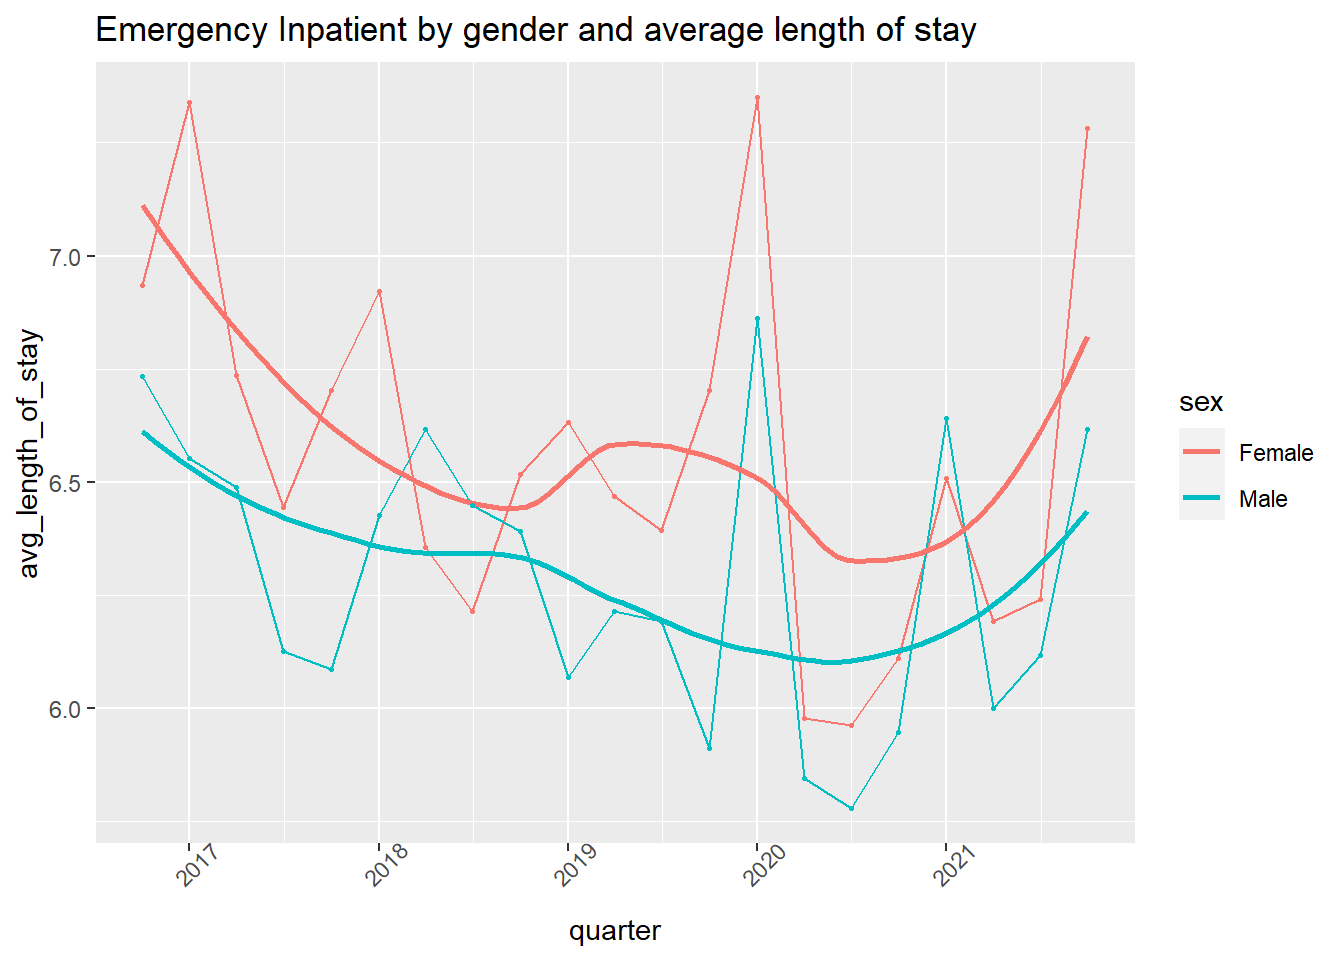 Emergency Inpatient by gender and average length of stay
avg_length_of_stay
7.0
6.5
6.0
2017
2018
2019
2020
2021
quarter
sex
Female
Male